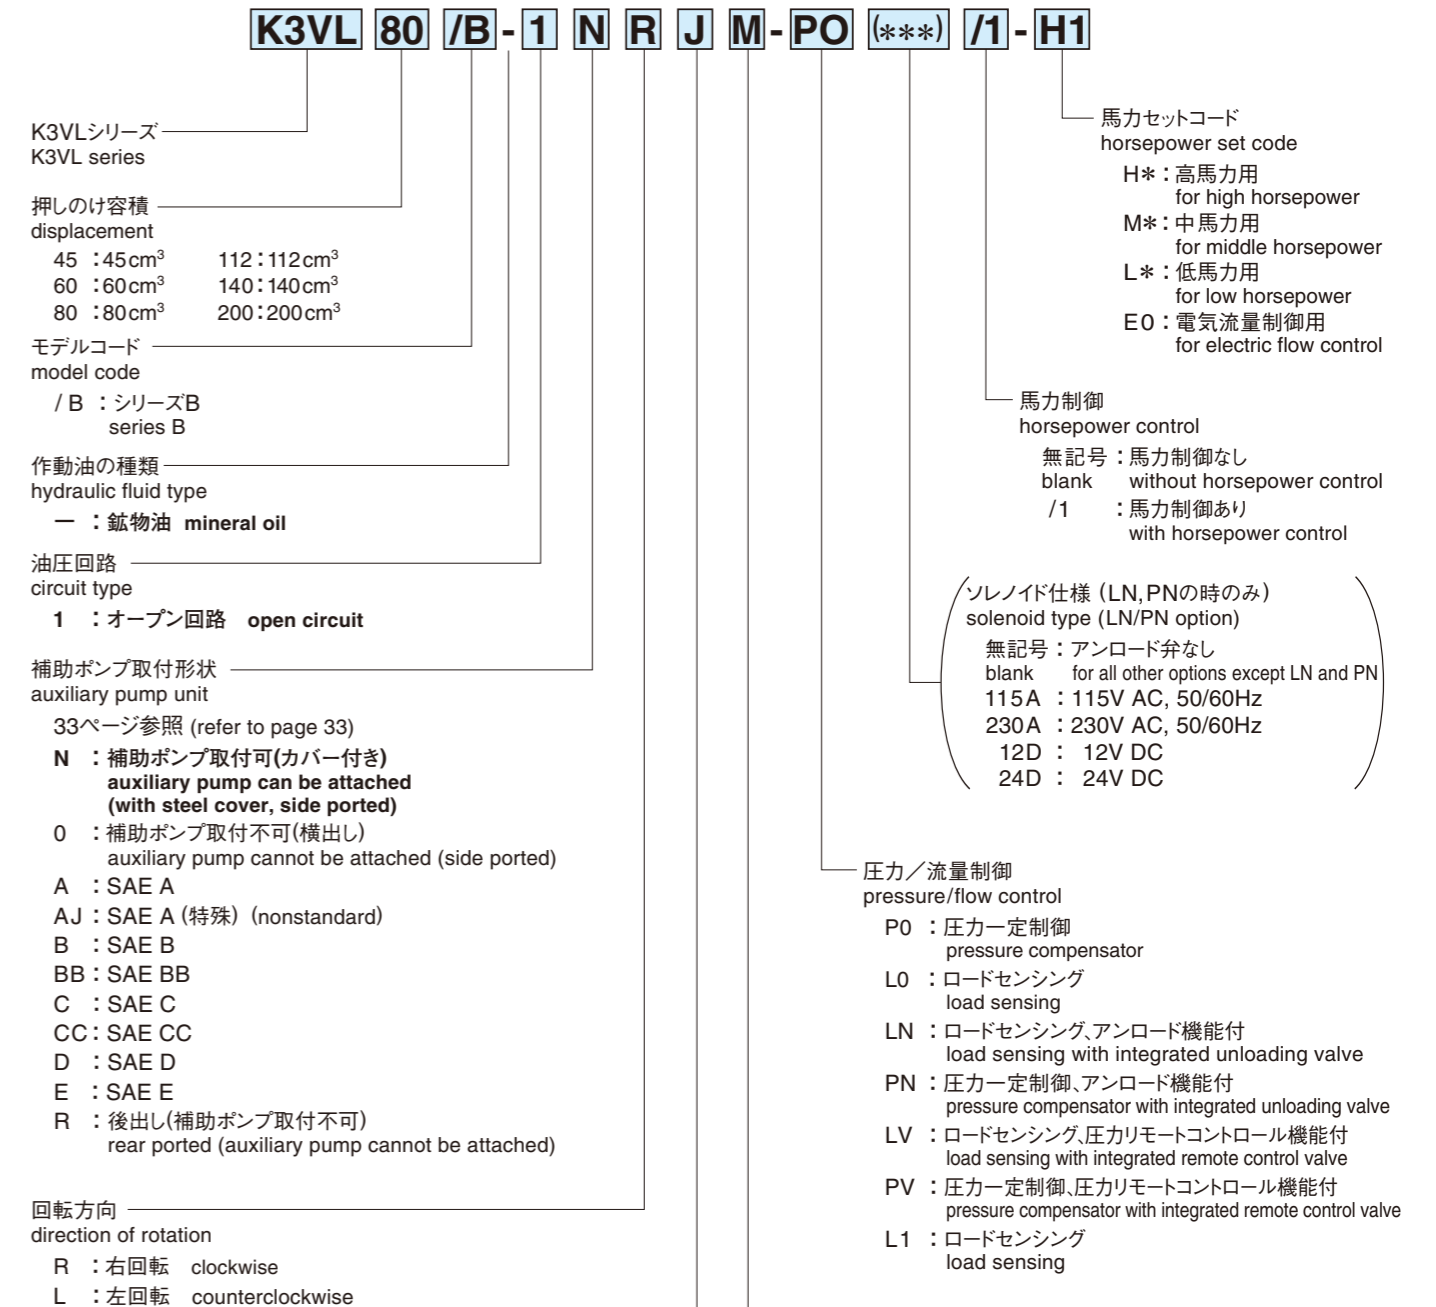 K3VL 80 /B - 1 N R J M - PO (***) /1 - H1
K3VLシリーズ
K3VL series
押しのけ容積
displacement
45 :45cm³ 112:112cm³
60 :60cm³ 140:140cm³
80 :80cm³ 200:200cm³
モデルコード
model code
/ B :シリーズB
series B
作動油の種類
hydraulic fluid type
ー :鉱物油 mineral oil
油圧回路
circuit type
1 :オープン回路 open circuit
補助ポンプ取付形状
auxiliary pump unit
33ページ参照 (refer to page 33)
N :補助ポンプ取付可(カバー付き)
auxiliary pump can be attached
(with steel cover, side ported)
0 :補助ポンプ取付不可(横出し)
auxiliary pump cannot be attached (side ported)
A :SAE A
AJ:SAE A (特殊) (nonstandard)
B :SAE B
BB:SAE BB
C :SAE C
CC:SAE CC
D :SAE D
E :SAE E
R :後出し(補助ポンプ取付不可)
rear ported (auxiliary pump cannot be attached)
回転方向
direction of rotation
R :右回転 clockwise
L :左回転 counterclockwise
馬力セットコード
horsepower set code
H*:高馬力用
for high horsepower
M*:中馬力用
for middle horsepower
L*:低馬力用
for low horsepower
E0:電気流量制御用
for electric flow control
馬力制御
horsepower control
無記号:馬力制御なし
blank without horsepower control
/1 :馬力制御あり
with horsepower control
ソレノイド仕様 (LN,PNの時のみ)
solenoid type (LN/PN option)
無記号:アンロード弁なし
blank for all other options except LN and PN
115A :115V AC, 50/60Hz
230A :230V AC, 50/60Hz
12D : 12V DC
24D : 24V DC
圧力/流量制御
pressure/flow control
P0 :圧力一定制御
pressure compensator
L0 :ロードセンシング
load sensing
LN :ロードセンシング、アンロード機能付
load sensing with integrated unloading valve
PN :圧力一定制御、アンロード機能付
pressure compensator with integrated unloading valve
LV :ロードセンシング、圧力リモートコントロール機能付
load sensing with integrated remote control valve
PV :圧力一定制御、圧力リモートコントロール機能付
pressure compensator with integrated remote control valve
L1 :ロードセンシング
load sensing